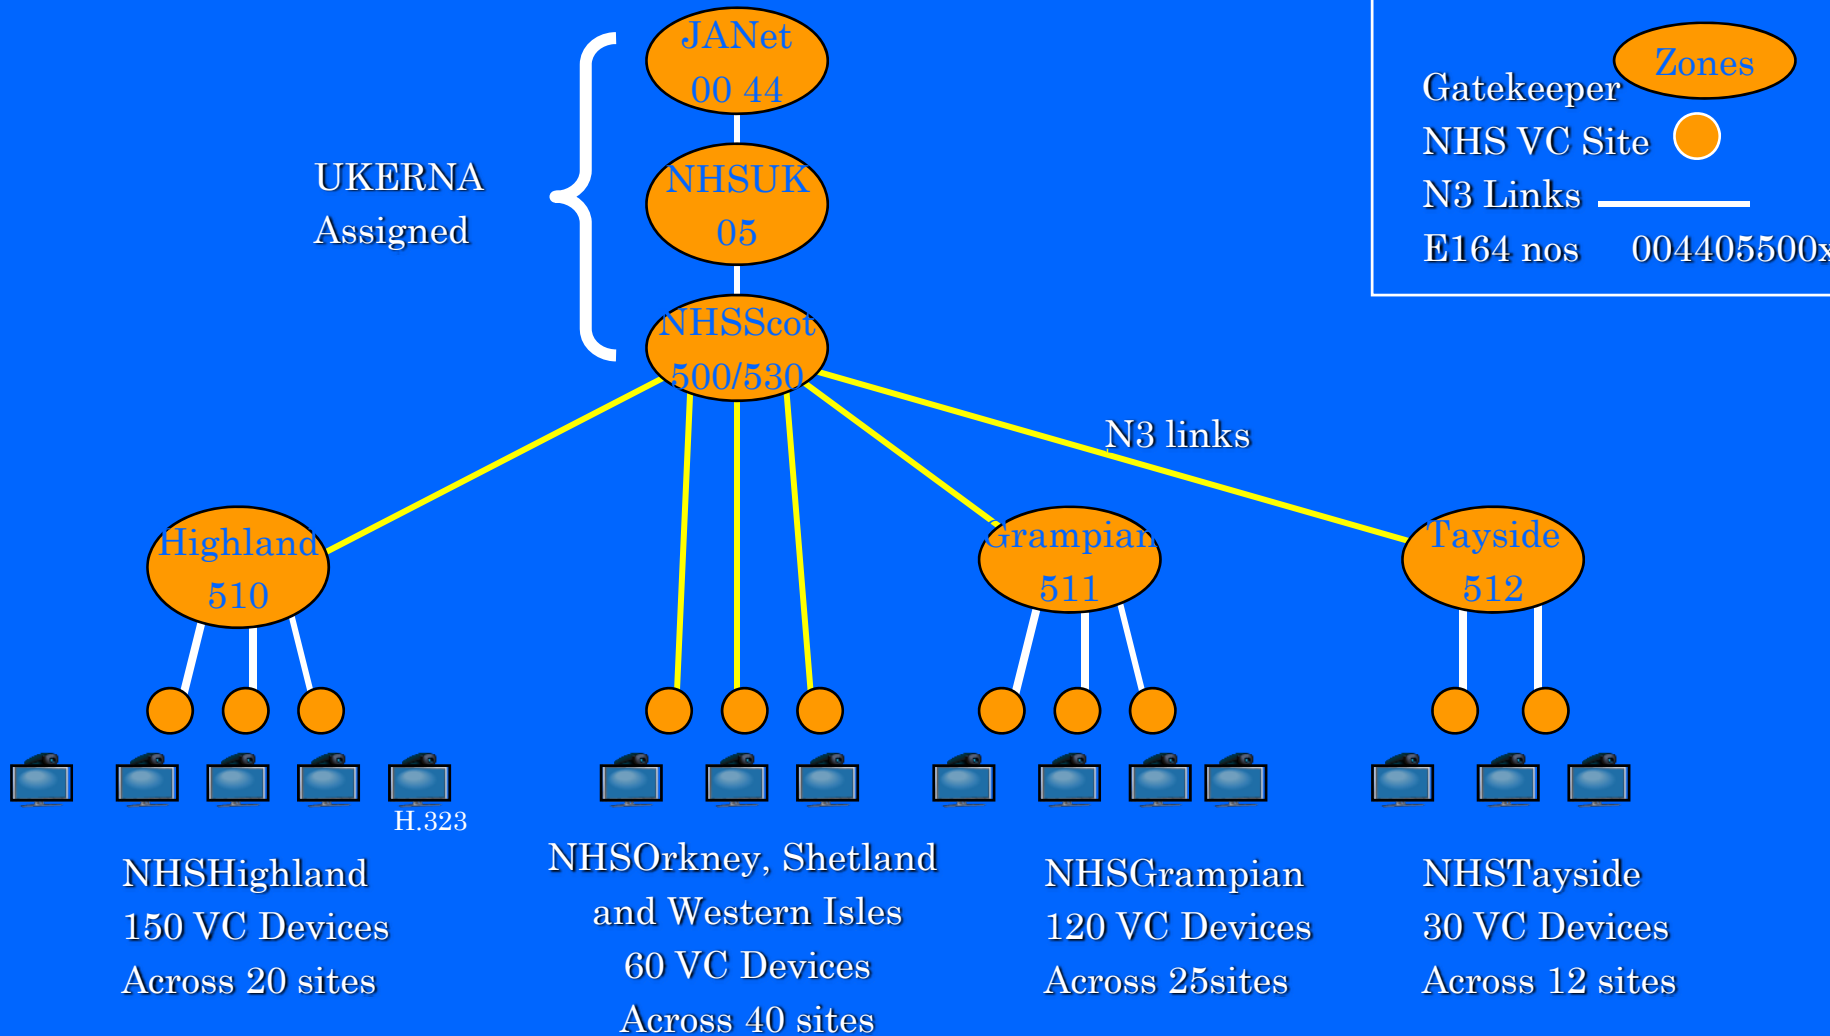 JANet
00 44
Zones
Gatekeeper
NHS VC Site
N3 Links
E164 nos 004405500x
UKERNA
Assigned
NHSUK
05
NHSScot
500/530
N3 links
Highland
510
Grampian
511
Tayside
512
H.323
NHSHighland
150 VC Devices
Across 20 sites
NHSOrkney, Shetland
and Western Isles
60 VC Devices
Across 40 sites
NHSGrampian
120 VC Devices
Across 25sites
NHSTayside
30 VC Devices
Across 12 sites